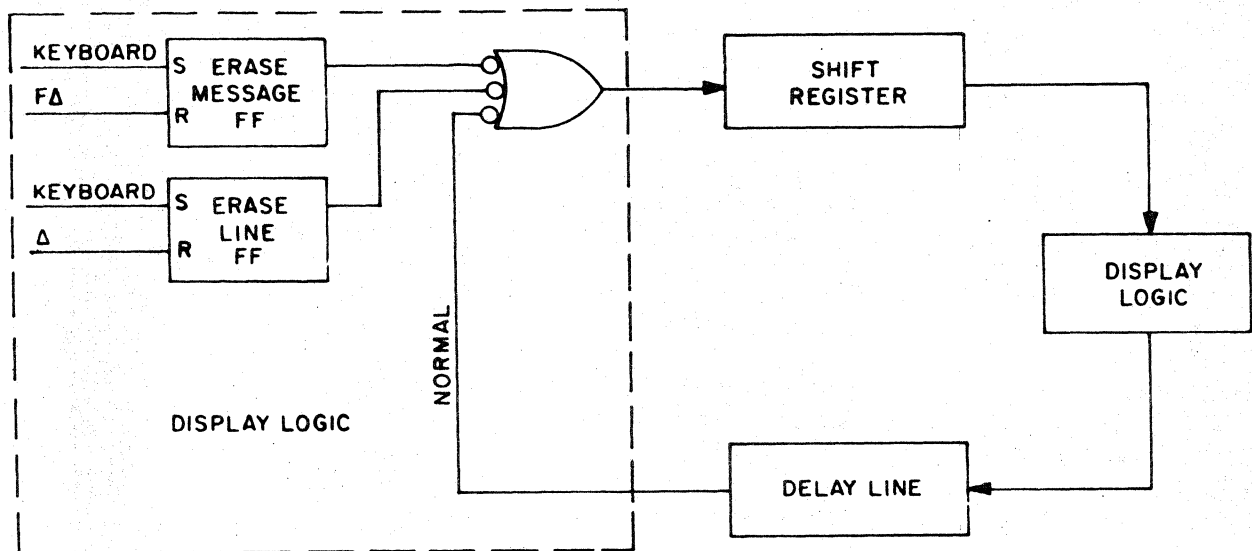 KEYBOARD
S
ERASE
MESSAGE
FF
FΔ
R
KEYBOARD
S
ERASE
LINE
FF
Δ
R
SHIFT
REGISTER
DISPLAY
LOGIC
NORMAL
DISPLAY LOGIC
DELAY LINE